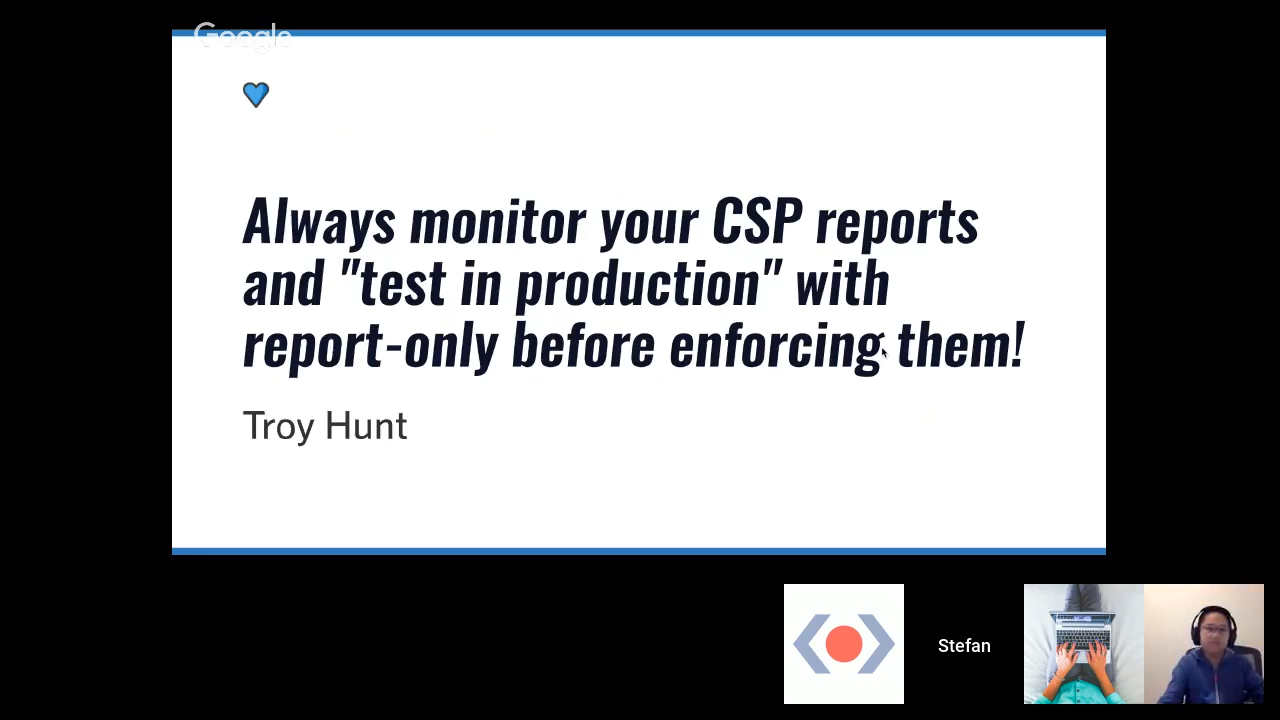 Google
Always monitor your CSP reports
and "test in production" with
report-only before enforcing them!
Troy Hunt
Stefan